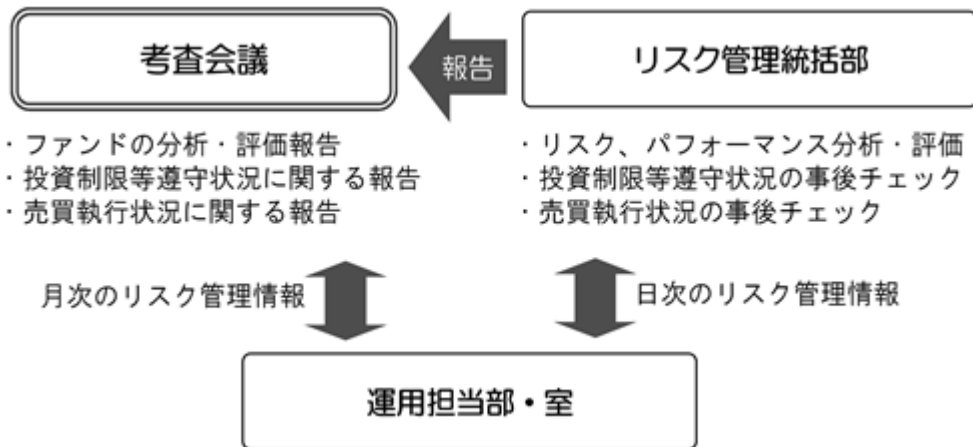 考査会議
報告
リスク管理統括部
・ファンドの分析・評価報告
・投資制限等遵守状況に関する報告
・売買執行状況に関する報告
・リスク、パフォーマンス分析・評価
・投資制限等遵守状況の事後チェック
・売買執行状況の事後チェック
月次のリスク管理情報
日次のリスク管理情報
運用担当部・室